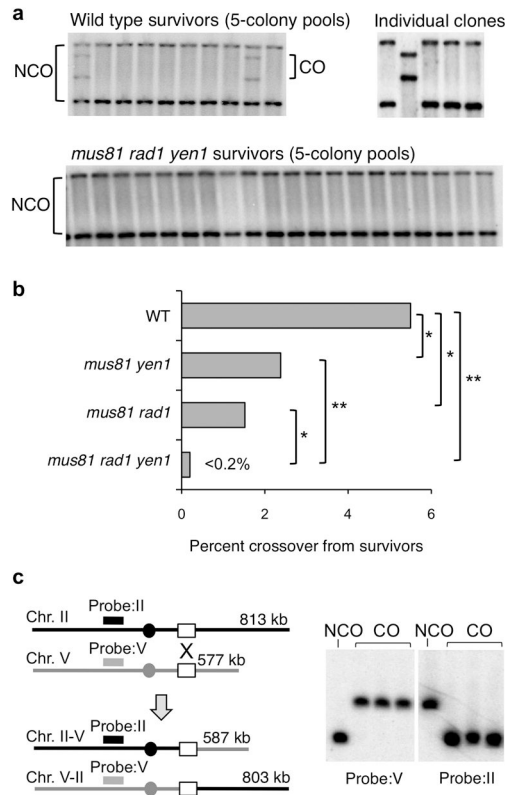 a
Wild type survivors (5-colony pools)
Individual clones
NCO
CO
mus81 rad1 yen1 survivors (5-colony pools)
NCO
b
WT
*
*
**
mus81 yen1
**
mus81 rad1
*
mus81 rad1 yen1
<0.2%
0 2 4 6
Percent crossover from survivors
c
Probe:II
Chr. II
813 kb
Probe:V
X
Chr. V
577 kb
Probe:II
Chr. II-V
587 kb
Probe:V
Chr. V-II
803 kb
NCO CO NCO CO
Probe:V Probe:II